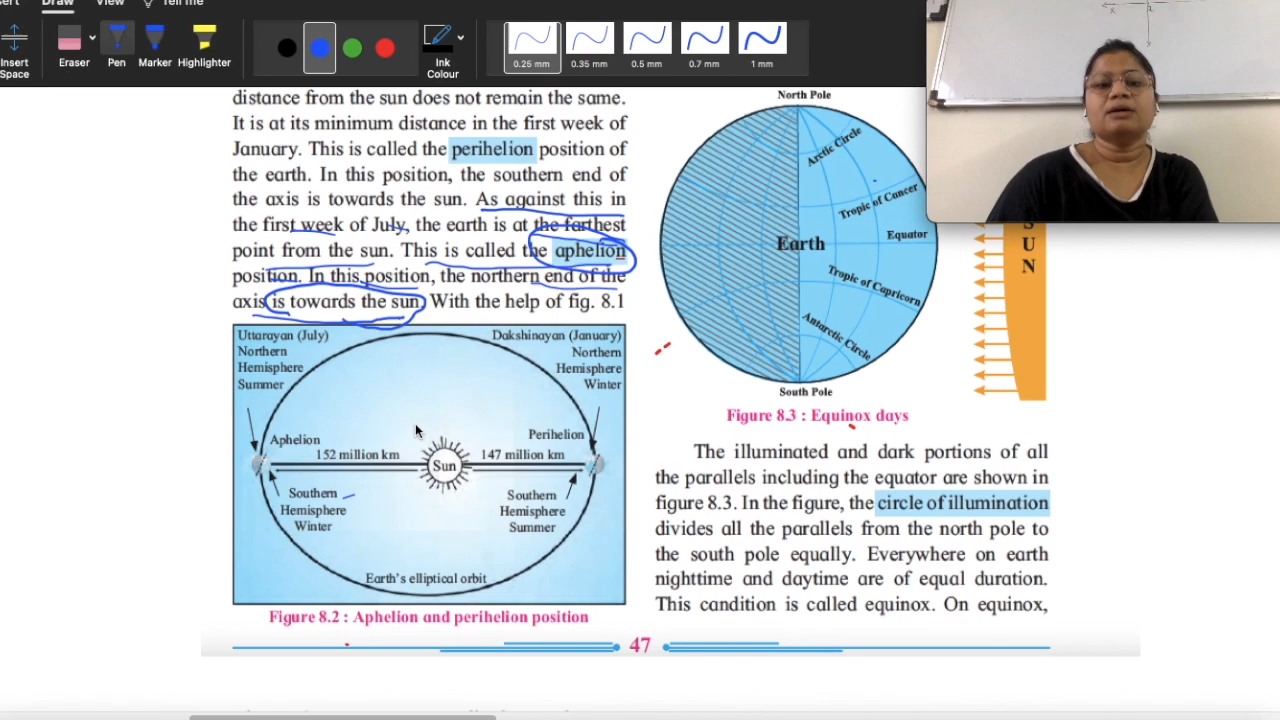 Draw
View
Tell me
Insert
Space
Eraser
Pen
Marker
Highlighter
Ink
Colour
0.25 mm
0.35 mm
0.5 mm
0.7 mm
1 mm
distance from the sun does not remain the same.
It is at its minimum distance in the first week of
January. This is called the perihelion position of
the earth. In this position, the southern end of
the axis is towards the sun. As against this in
the first week of July, the earth is at the farthest
point from the sun. This is called the aphelion
position. In this position, the northern end of the
axis is towards the sun. With the help of fig. 8.1
Uttarayan (July)
Northern
Hemisphere
Summer
Dakshinayan (January)
Northern
Hemisphere
Winter
Aphelion
152 million km
Sun
Perihelion
147 million km
Southern
Hemisphere
Winter
Southern
Hemisphere
Summer
Earth's elliptical orbit
Figure 8.2 : Aphelion and perihelion position
North Pole
Arctic Circle
Tropic of Cancer
Equator
Earth
Tropic of Capricorn
Antarctic Circle
South Pole
S
U
N
Figure 8.3 : Equinox days
The illuminated and dark portions of all
the parallels including the equator are shown in
figure 8.3. In the figure, the circle of illumination
divides all the parallels from the north pole to
the south pole equally. Everywhere on earth
nighttime and daytime are of equal duration.
This condition is called equinox. On equinox,
47